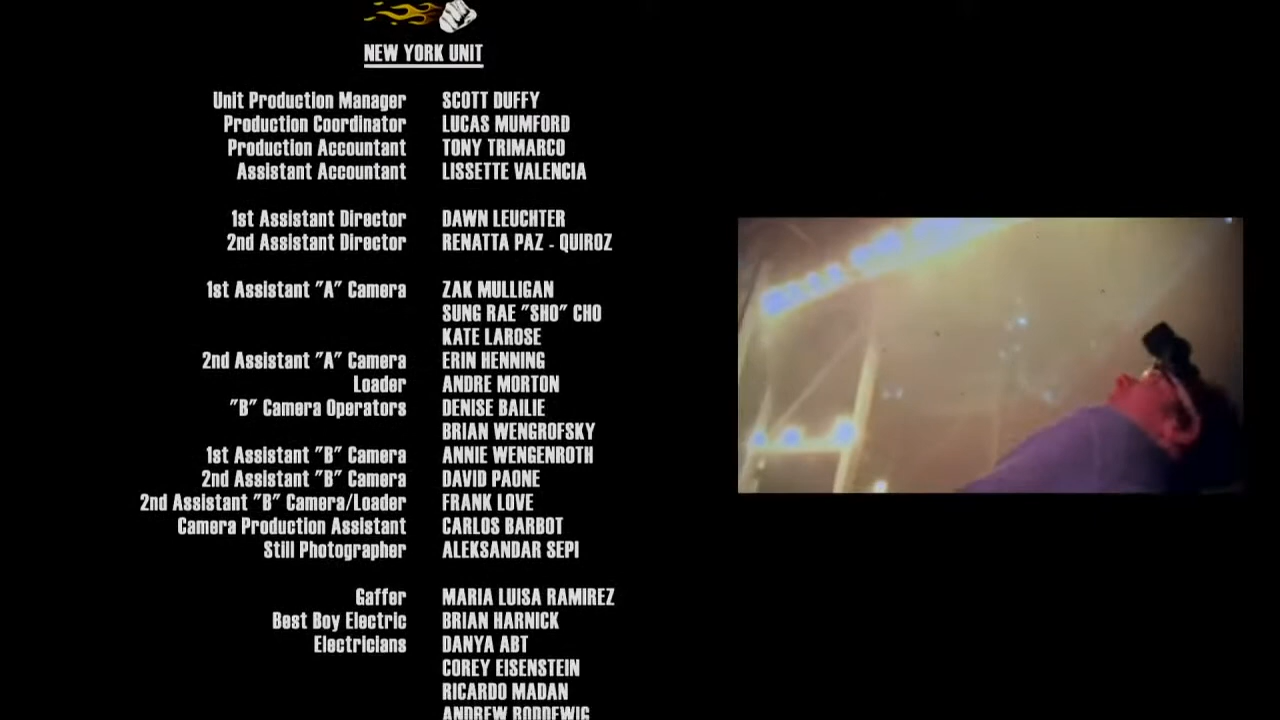 NEW YORK UNIT
Unit Production Manager SCOTT DUFFY
Production Coordinator LUCAS MUMFORD
Production Accountant TONY TRIMARCO
Assistant Accountant LISSETTE VALENCIA
1st Assistant Director DAWN LEUCHTER
2nd Assistant Director RENATTA PAZ - QUIROZ
1st Assistant "A" Camera ZAK MULLIGAN
SUNG RAE "SHO" CHO
KATE LAROSE
2nd Assistant "A" Camera ERIN HENNING
Loader ANDRE MORTON
"B" Camera Operators DENISE BAILIE
BRIAN WENGROFSKY
1st Assistant "B" Camera ANNIE WENGENROTH
2nd Assistant "B" Camera DAVID PAONE
2nd Assistant "B" Camera/Loader FRANK LOVE
Camera Production Assistant CARLOS BARBOT
Still Photographer ALEKSANDAR SEPI
Gaffer MARIA LUISA RAMIREZ
Best Boy Electric BRIAN HARNICK
Electricians DANYA ABT
COREY EISENSTEIN
RICARDO MADAN
ANDREW RODDEWIG